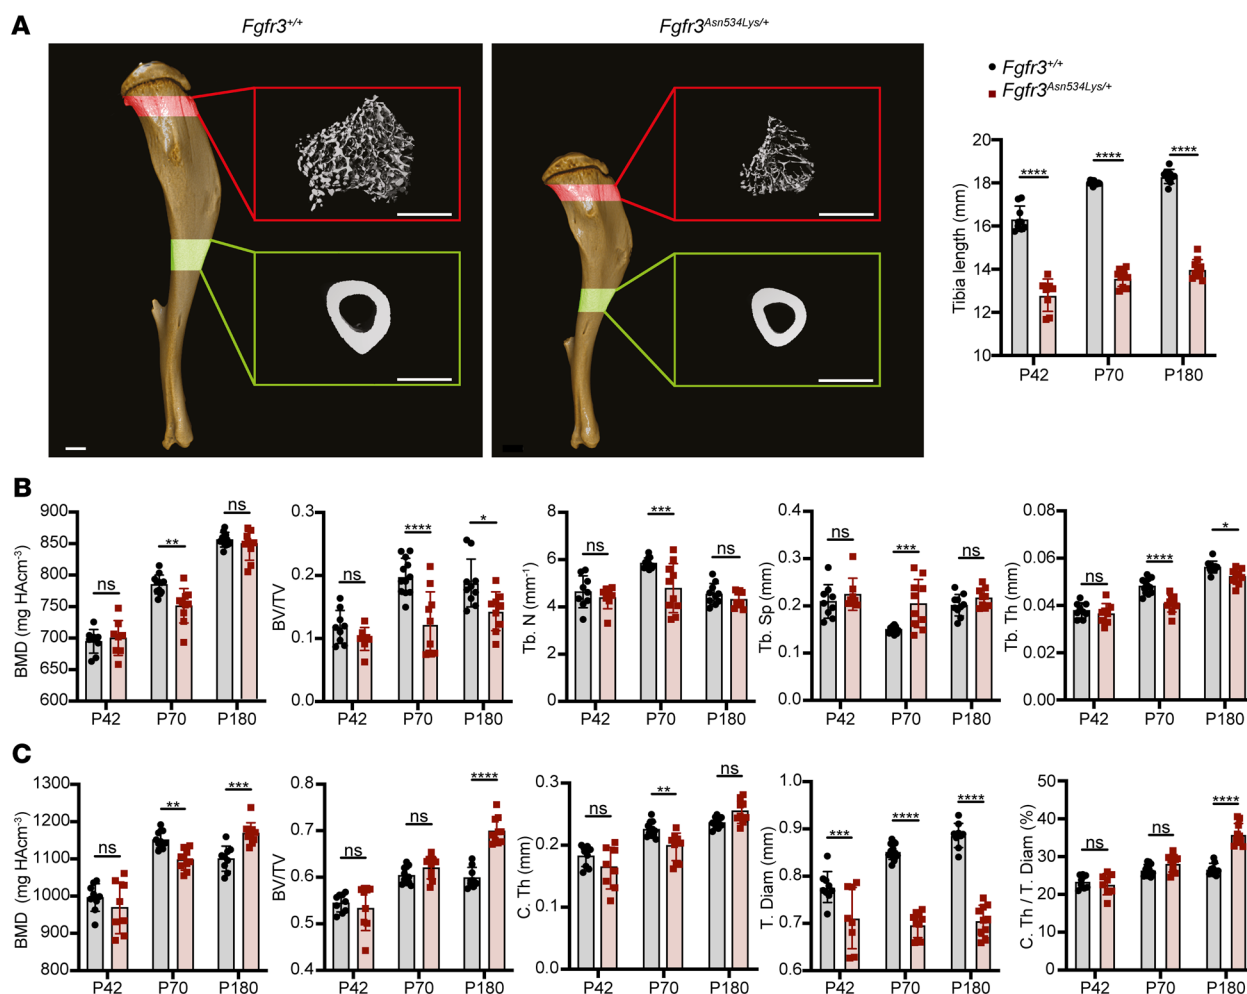 A
Fgfr3+/+
Fgfr3Asn534Lys/+
Fgfr3+/+
Fgfr3Asn534Lys/+
Tibia length (mm)
20
18
16
14
12
10
****
****
****
P42
P70
P180
B
BMD (mg HAcm-3)
900
850
800
750
700
650
600
ns
**
ns
P42
P70
P180
BV/TV
0.3
0.2
0.1
0.0
ns
****
*
P42
P70
P180
Tb. N (mm-1)
8
6
4
2
0
ns
***
ns
P42
P70
P180
Tb. Sp (mm)
0.4
0.3
0.2
0.1
0.0
ns
***
ns
P42
P70
P180
Tb. Th (mm)
0.08
0.06
0.04
0.02
0.00
ns
****
*
P42
P70
P180
C
BMD (mg HAcm-3)
1300
1200
1100
1000
900
800
ns
**
***
P42
P70
P180
BV/TV
0.8
0.7
0.6
0.5
0.4
ns
ns
****
P42
P70
P180
C. Th (mm)
0.3
0.2
0.1
0.0
ns
**
ns
P42
P70
P180
T. Diam (mm)
1.0
0.9
0.8
0.7
0.6
***
****
****
P42
P70
P180
C. Th / T. Diam (%)
50
40
30
20
10
0
ns
ns
****
P42
P70
P180